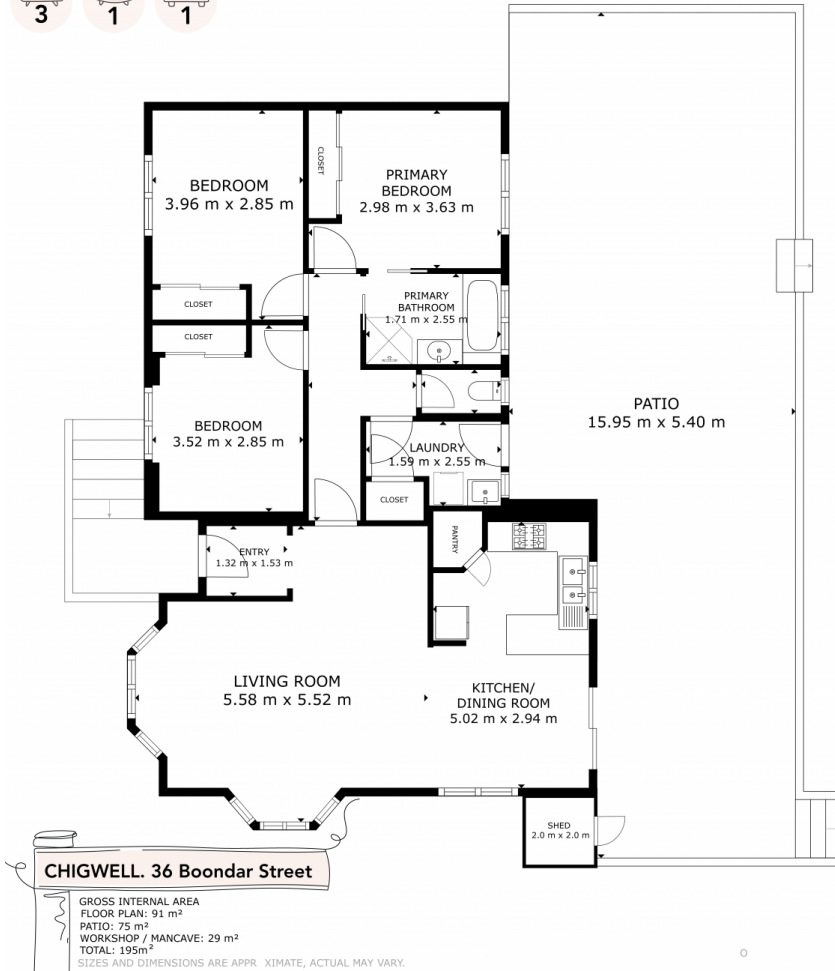 3 1 1
BEDROOM
3.96 m x 2.85 m
CLOSET
PRIMARY
BEDROOM
2.98 m x 3.63 m
CLOSET
PRIMARY
BATHROOM
1.71 m x 2.55 m
CLOSET
BEDROOM
3.52 m x 2.85 m
PATIO
15.95 m x 5.40 m
LAUNDRY
1.59 m x 2.55 m
CLOSET
PANTRY
ENTRY
1.32 m x 1.53 m
LIVING ROOM
5.58 m x 5.52 m
KITCHEN/
DINING ROOM
5.02 m x 2.94 m
SHED
2.0 m x 2.0 m
CHIGWELL. 36 Boondar Street
GROSS INTERNAL AREA
FLOOR PLAN: 91 m²
PATIO: 75 m²
WORKSHOP / MANCAVE: 29 m²
TOTAL: 195m²
SIZES AND DIMENSIONS ARE APPR XIMATE, ACTUAL MAY VARY.
O